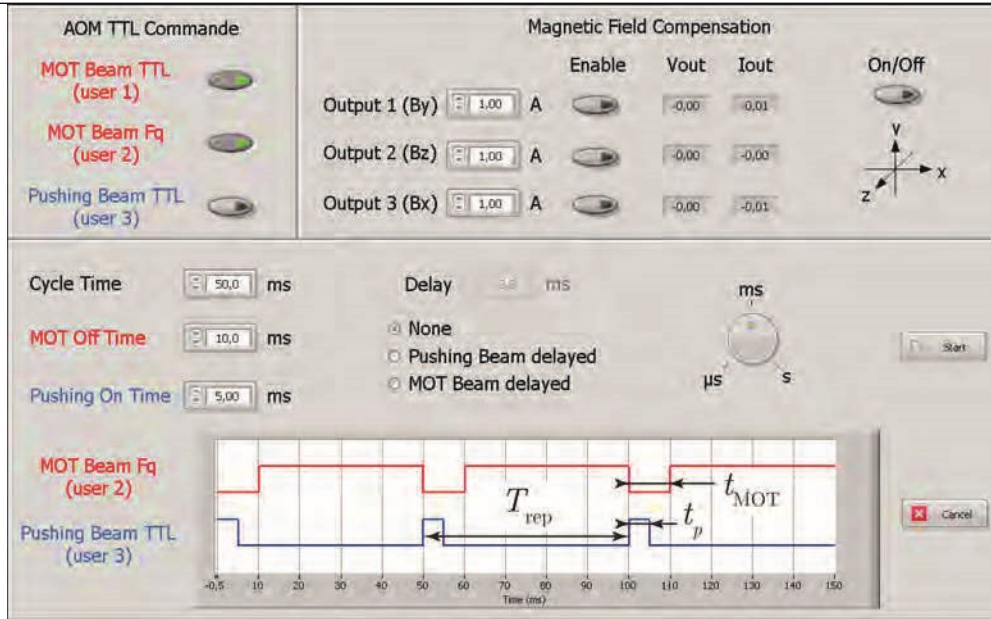 AOM TTL Commande
MOT Beam TTL
(user 1)
MOT Beam Fq
(user 2)
Pushing Beam TTL
(user 3)
Magnetic Field Compensation
Enable Vout Iout On/Off
Output 1 (By) 1,00 A -0,00 -0,01
Output 2 (Bz) 1,00 A -0,00 -0,00
Output 3 (Bx) 1,00 A -0,00 -0,01
Y
X
Z
Cycle Time 50,0 ms
MOT Off Time 10,0 ms
Pushing On Time 5,00 ms
Delay ms
None
Pushing Beam delayed
MOT Beam delayed
ms
µs s
Start
Cancel
MOT Beam Fq
(user 2)
Pushing Beam TTL
(user 3)
T_rep
t_MOT
t_p
-0,5 10 20 30 40 50 60 70 80 90 100 110 120 130 140 150
Time (ms)